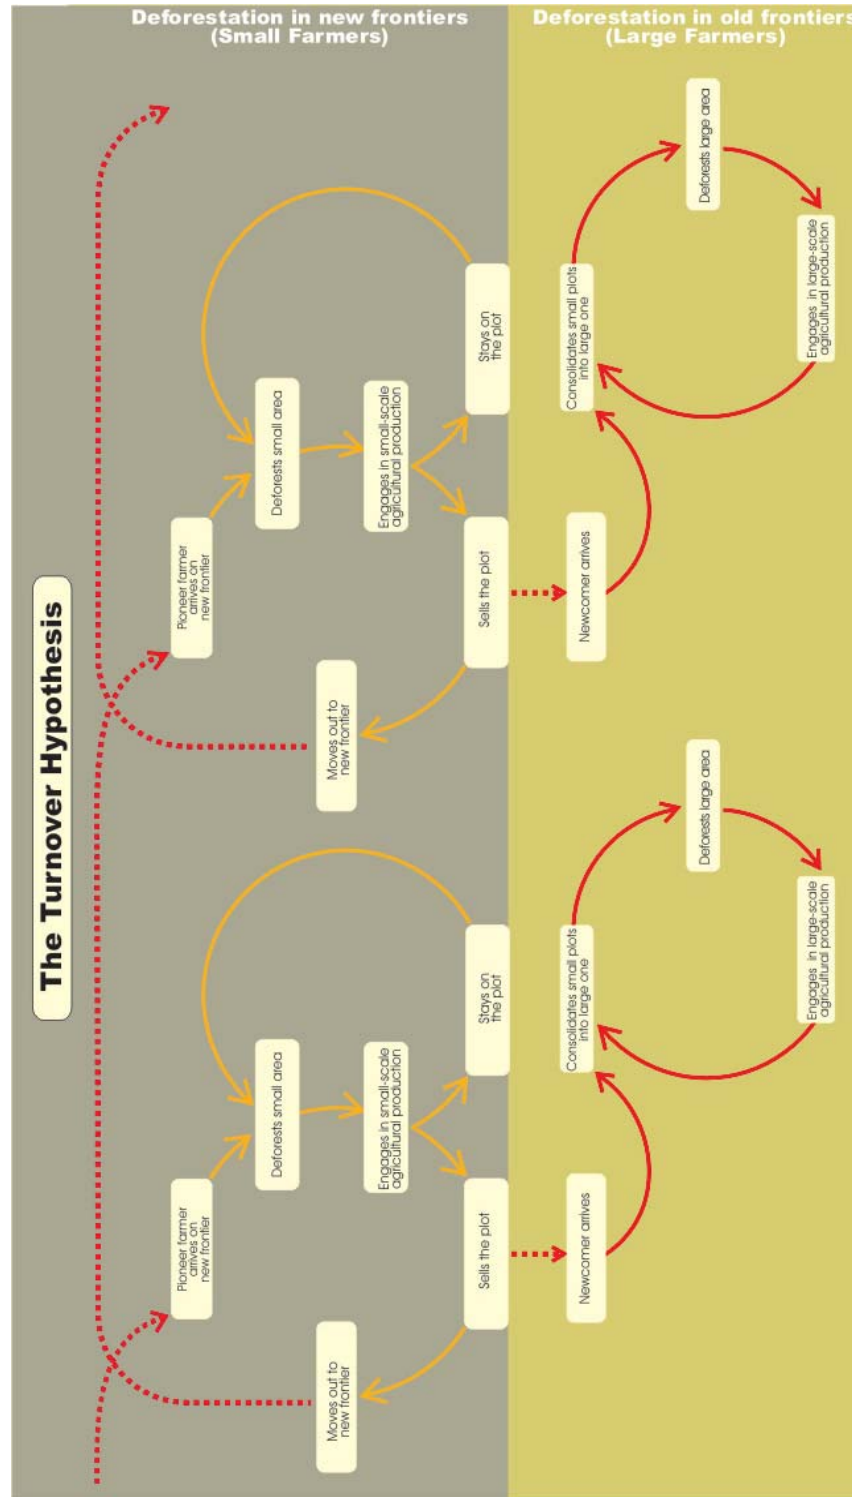 Deforestation in new frontiers
(Small Farmers)
Deforestation in old frontiers
(Large Farmers)
The Turnover Hypothesis
Moves out to
new frontier
Pioneer farmer
arrives on
new frontier
Deforests small area
Engages in small-scale
agricultural production
Sells the plot
Stays on
the plot
Newcomer arrives
Consolidates small plots
into large one
Deforests large area
Engages in large-scale
agricultural production
Moves out to
new frontier
Pioneer farmer
arrives on
new frontier
Deforests small area
Engages in small-scale
agricultural production
Sells the plot
Stays on
the plot
Newcomer arrives
Consolidates small plots
into large one
Deforests large area
Engages in large-scale
agricultural production